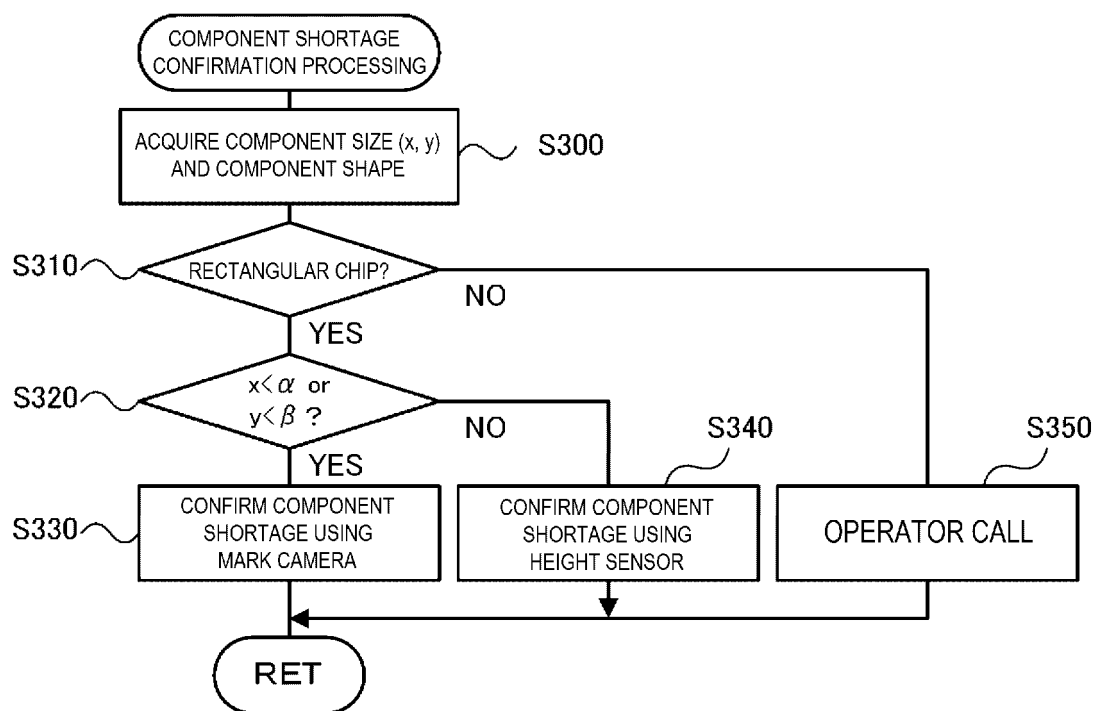 COMPONENT SHORTAGE
CONFIRMATION PROCESSING
ACQUIRE COMPONENT SIZE (x, y)
AND COMPONENT SHAPE
S300
S310
RECTANGULAR CHIP?
NO
YES
S320
x<α or
y<β ?
NO
YES
S340
S350
S330
CONFIRM COMPONENT
SHORTAGE USING
MARK CAMERA
CONFIRM COMPONENT
SHORTAGE USING
HEIGHT SENSOR
OPERATOR CALL
RET